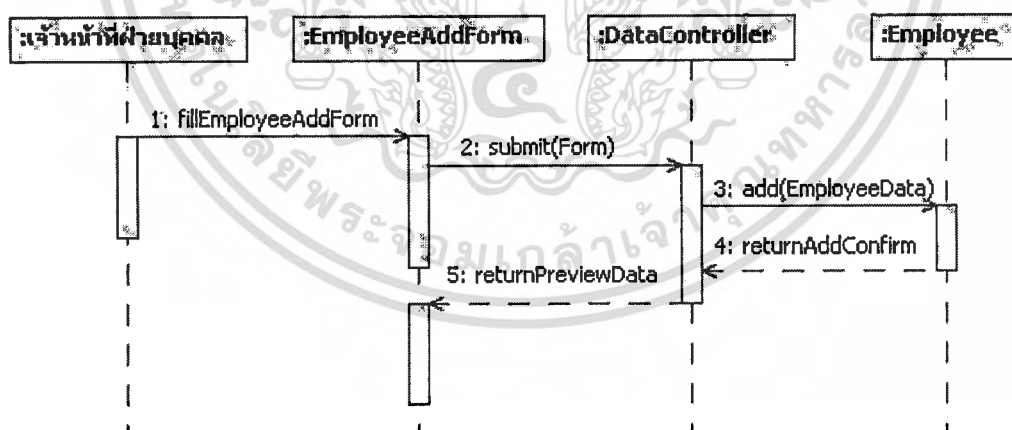 :เจ้าหน้าที่ฝ่ายบุคคล
:EmployeeAddForm
:DataController
:Employee
1: fillEmployeeAddForm
2: submit(Form)
3: add(EmployeeData)
4: returnAddConfirm
5: returnPreviewData